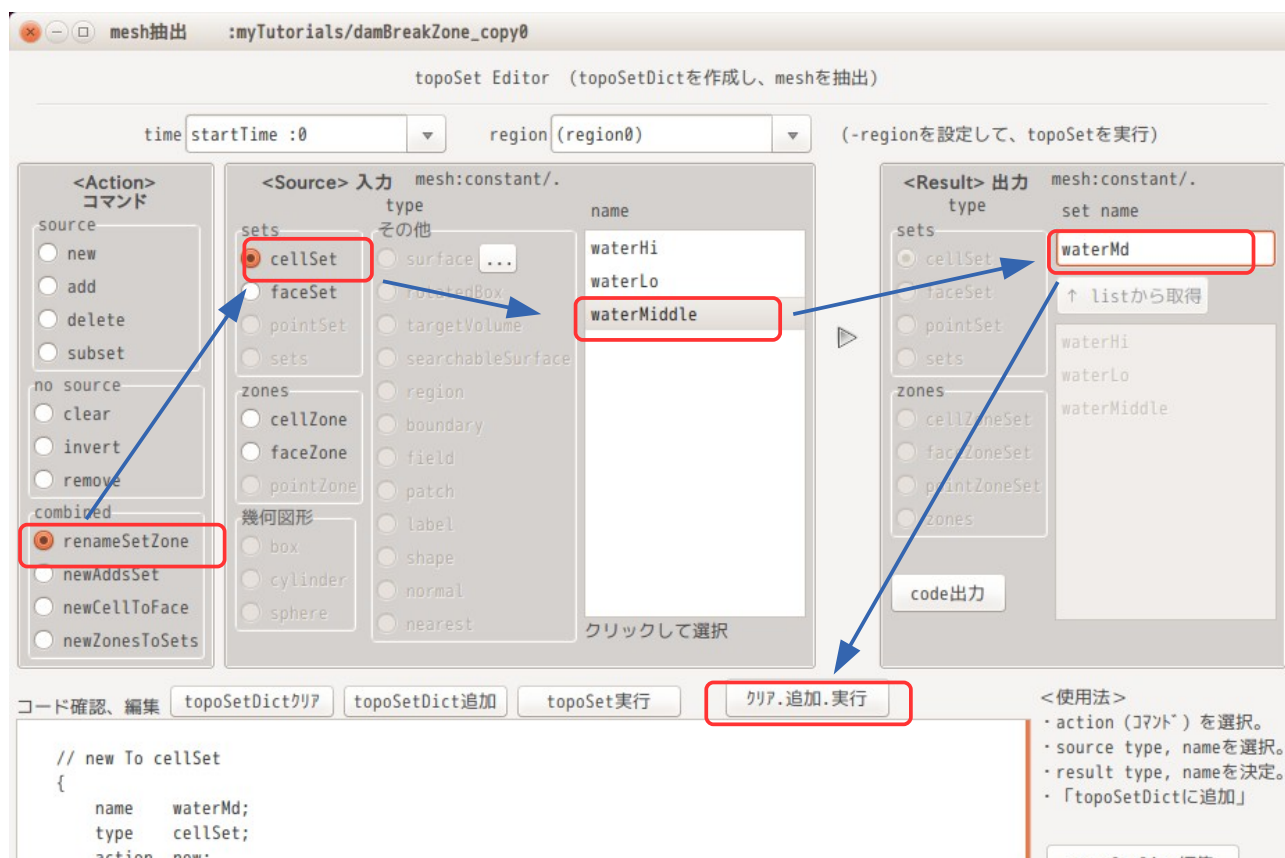 mesh抽出 :myTutorials/damBreakZone_copy0
topoSet Editor （topoSetDictを作成し、meshを抽出）
time startTime :0 region (region0) (-regionを設定して、topoSetを実行)
<Action>
コマンド
source
new
add
delete
subset
no source
clear
invert
remove
combined
renameSetZone
newAddsSet
newCellToFace
newZonesToSets
<Source> 入力 mesh:constant/.
type
name
sets
cellSet
faceSet
pointSet
sets
zones
cellZone
faceZone
pointZone
幾何図形
box
cylinder
sphere
その他
surface ...
rotatedBox
targetVolume
searchableSurface
region
boundary
field
patch
label
shape
normal
nearest
waterHi
waterLo
waterMiddle
クリックして選択
<Result> 出力 mesh:constant/.
type
set name
sets
cellSet
faceSet
pointSet
sets
zones
cellZoneSet
faceZoneSet
pointZoneSet
zones
code出力
waterMd
↑ listから取得
waterHi
waterLo
waterMiddle
コード確認、編集 topoSetDictｸﾘｱ topoSetDict追加 topoSet実行 ｸﾘｱ.追加.実行
// new To cellSet
{
name waterMd;
type cellSet;
action new;
<使用法>
・action (ｺﾏﾝﾄﾞ) を選択。
・source type, nameを選択。
・result type, nameを決定。
・「topoSetDictに追加」